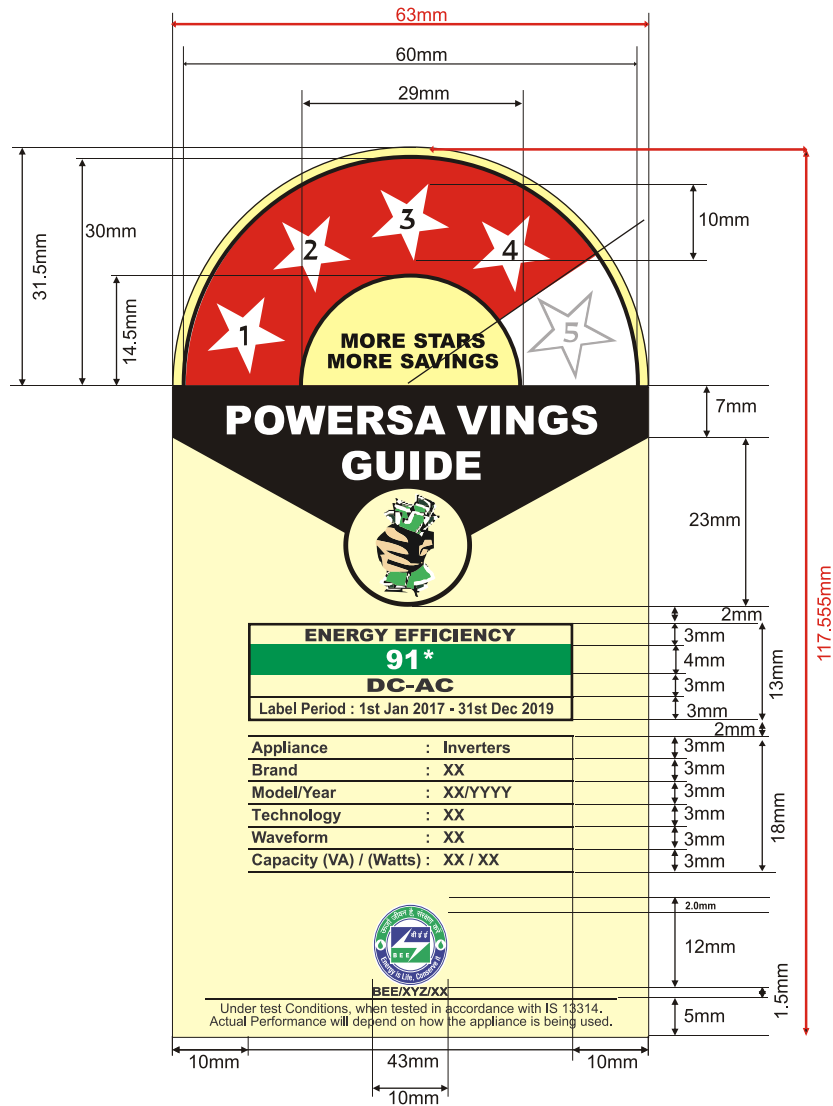 63mm
60mm
29mm
31.5mm
30mm
14.5mm
10mm
1
2
3
4
5
MORE STARS
MORE SAVINGS
POWERSA VINGS
GUIDE
7mm
23mm
117.555mm
2mm
ENERGY EFFICIENCY
91*
DC-AC
Label Period : 1st Jan 2017 - 31st Dec 2019
3mm
4mm
3mm
3mm
13mm
2mm
Appliance : Inverters
Brand : XX
Model/Year : XX/YYYY
Technology : XX
Waveform : XX
Capacity (VA) / (Watts) : XX / XX
3mm
3mm
3mm
3mm
3mm
3mm
18mm
2.0mm
12mm
1.5mm
5mm
ऊर्जा जीवन है, संरक्षण करें
बी ई ई
BEE
Energy is Life, Conserve it
BEE/XYZ/XX
Under test Conditions, when tested in accordance with IS 13314.
Actual Performance will depend on how the appliance is being used.
10mm
43mm
10mm
10mm